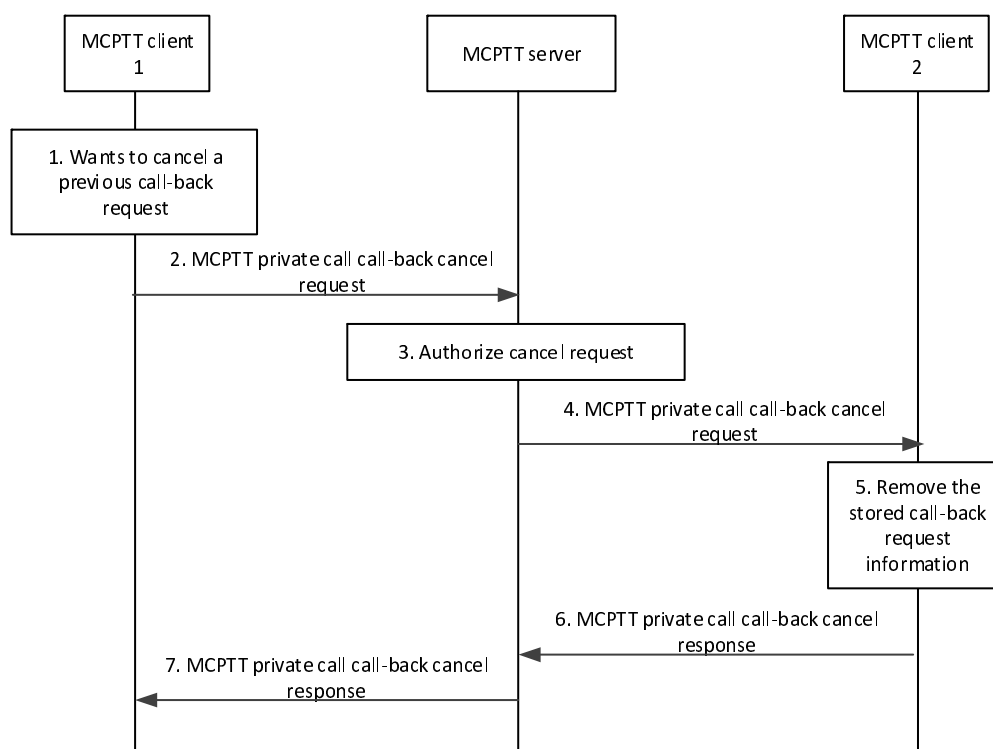 MCPTT client
1
MCPTT server
MCPTT client
2
1. Wants to cancel a
previous call-back
request
2. MCPTT private call call-back cancel
request
3. Authorize cancel request
4. MCPTT private call call-back cancel
request
5. Remove the
stored call-back
request
information
6. MCPTT private call call-back cancel
response
7. MCPTT private call call-back cancel
response